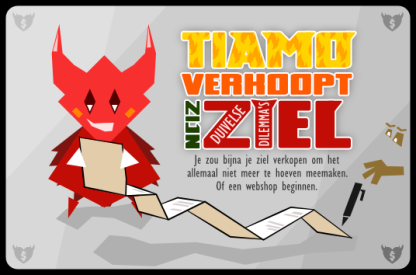 TIAMO
VERHOOPT
ZIJN DUIVELSE DILEMMA'S ZIEL
Je zou bijna je ziel verkopen om het
allemaal niet meer te hoeven meemaken.
Of een webshop beginnen.